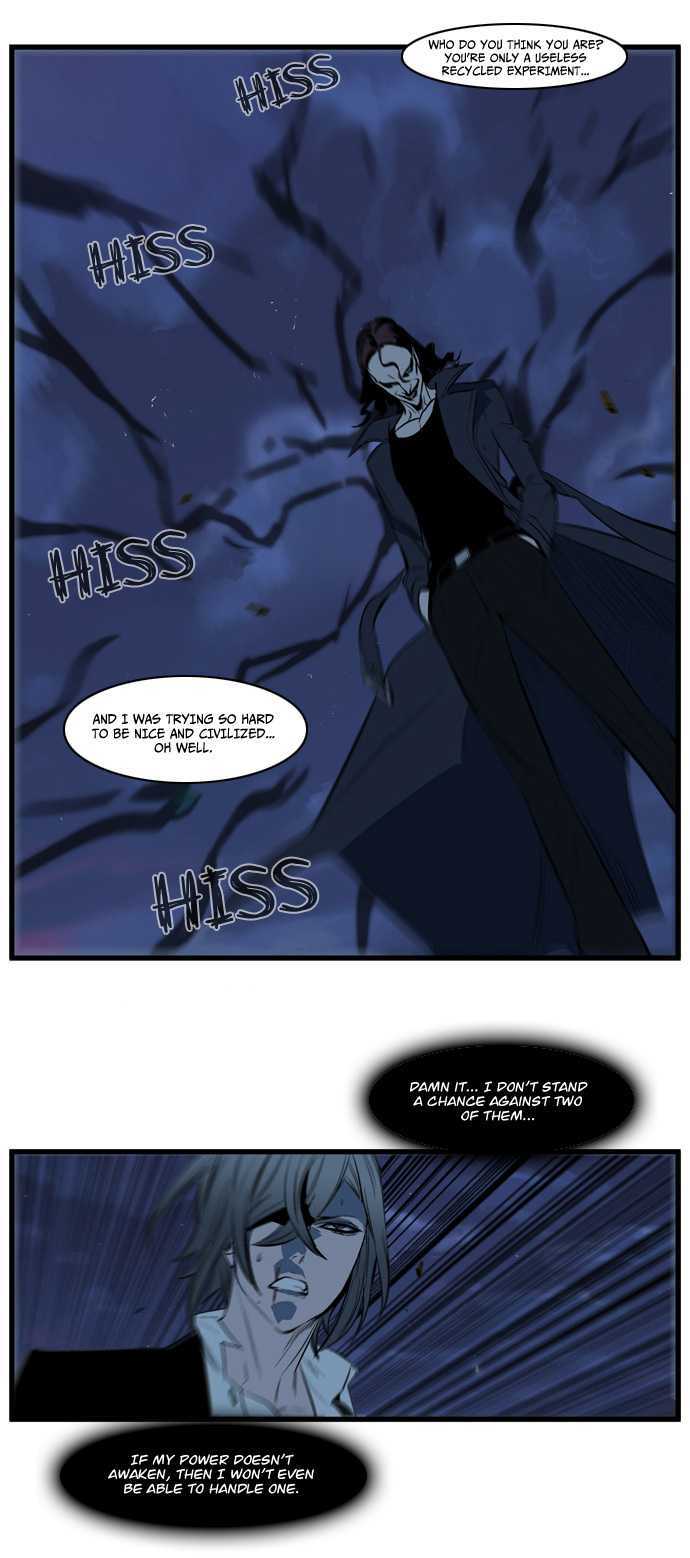 WHO DO YOU THINK YOU ARE?
YOU'RE ONLY A USELESS
RECYCLED EXPERIMENT...
HISS
HISS
HISS
AND I WAS TRYING SO HARD
TO BE NICE AND CIVILIZED...
OH WELL.
HISS
DAMN IT... I DON'T STAND
A CHANCE AGAINST TWO
OF THEM...
IF MY POWER DOESN'T
AWAKEN, THEN I WON'T EVEN
BE ABLE TO HANDLE ONE.